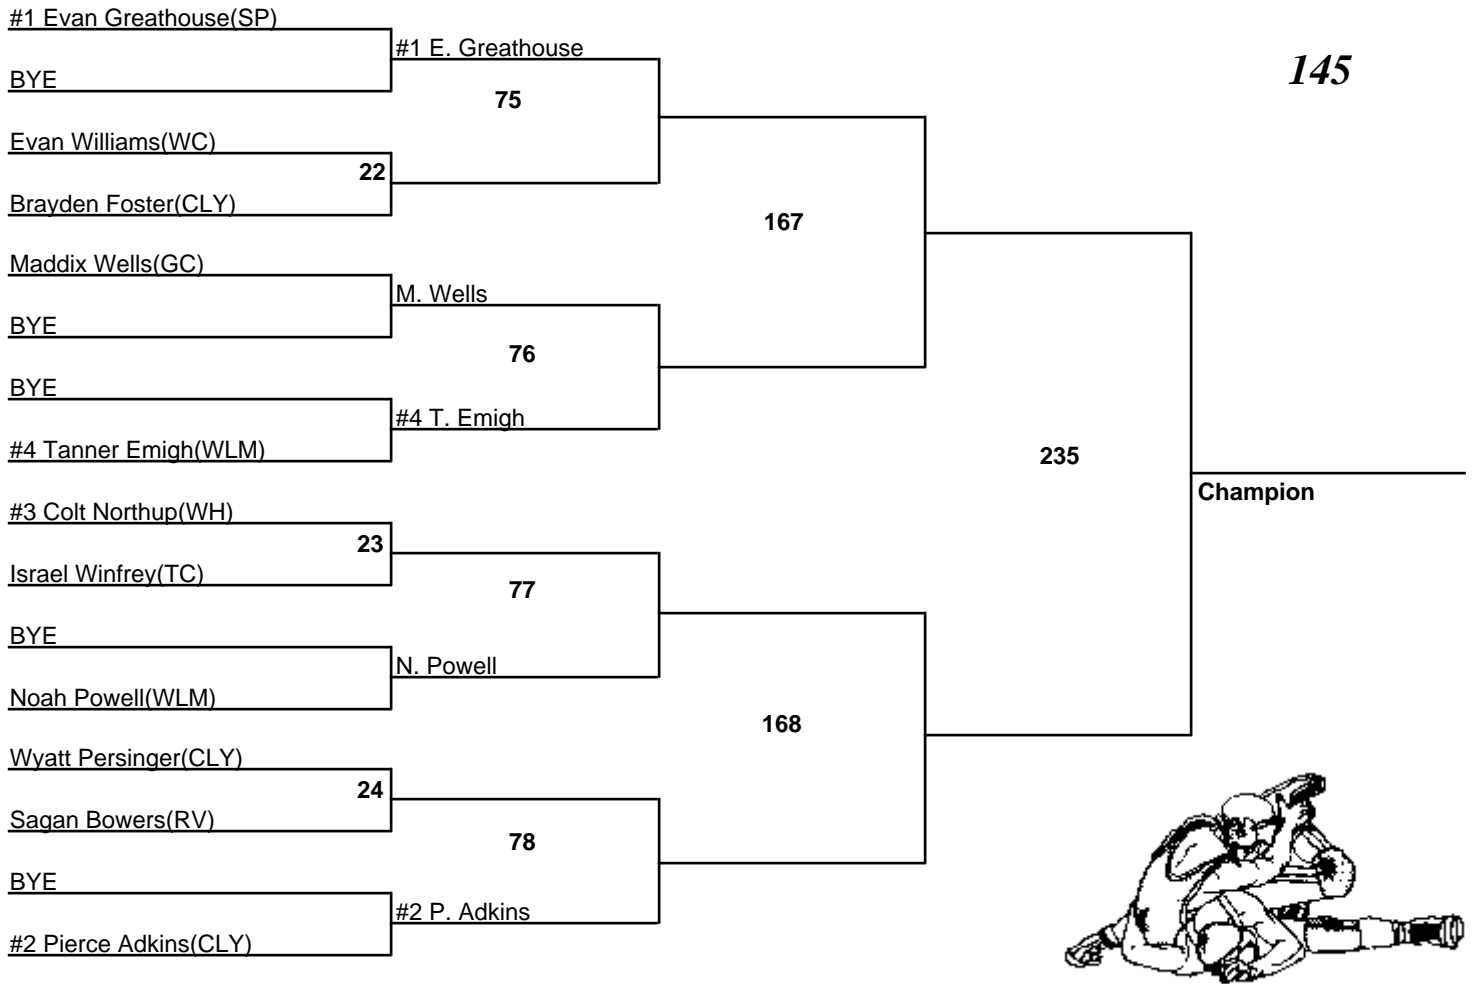 #1 Evan Greathouse(SP)
#1 E. Greathouse
145
BYE
75
Evan Williams(WC)
22
Brayden Foster(CLY)
167
Maddix Wells(GC)
M. Wells
BYE
76
BYE
#4 T. Emigh
#4 Tanner Emigh(WLM)
235
Champion
#3 Colt Northup(WH)
23
Israel Winfrey(TC)
77
BYE
N. Powell
Noah Powell(WLM)
168
Wyatt Persinger(CLY)
24
Sagan Bowers(RV)
78
BYE
#2 P. Adkins
#2 Pierce Adkins(CLY)